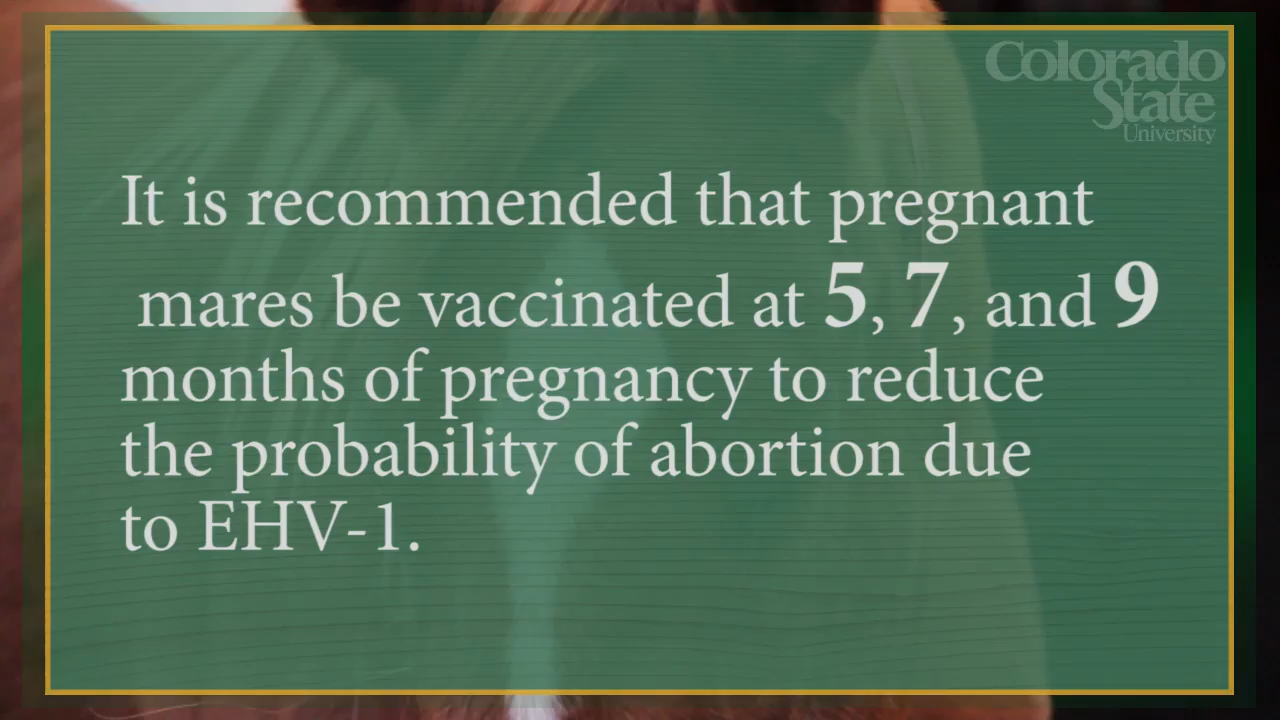 Colorado
State
University
It is recommended that pregnant
mares be vaccinated at 5, 7, and 9
months of pregnancy to reduce
the probability of abortion due
to EHV-1.